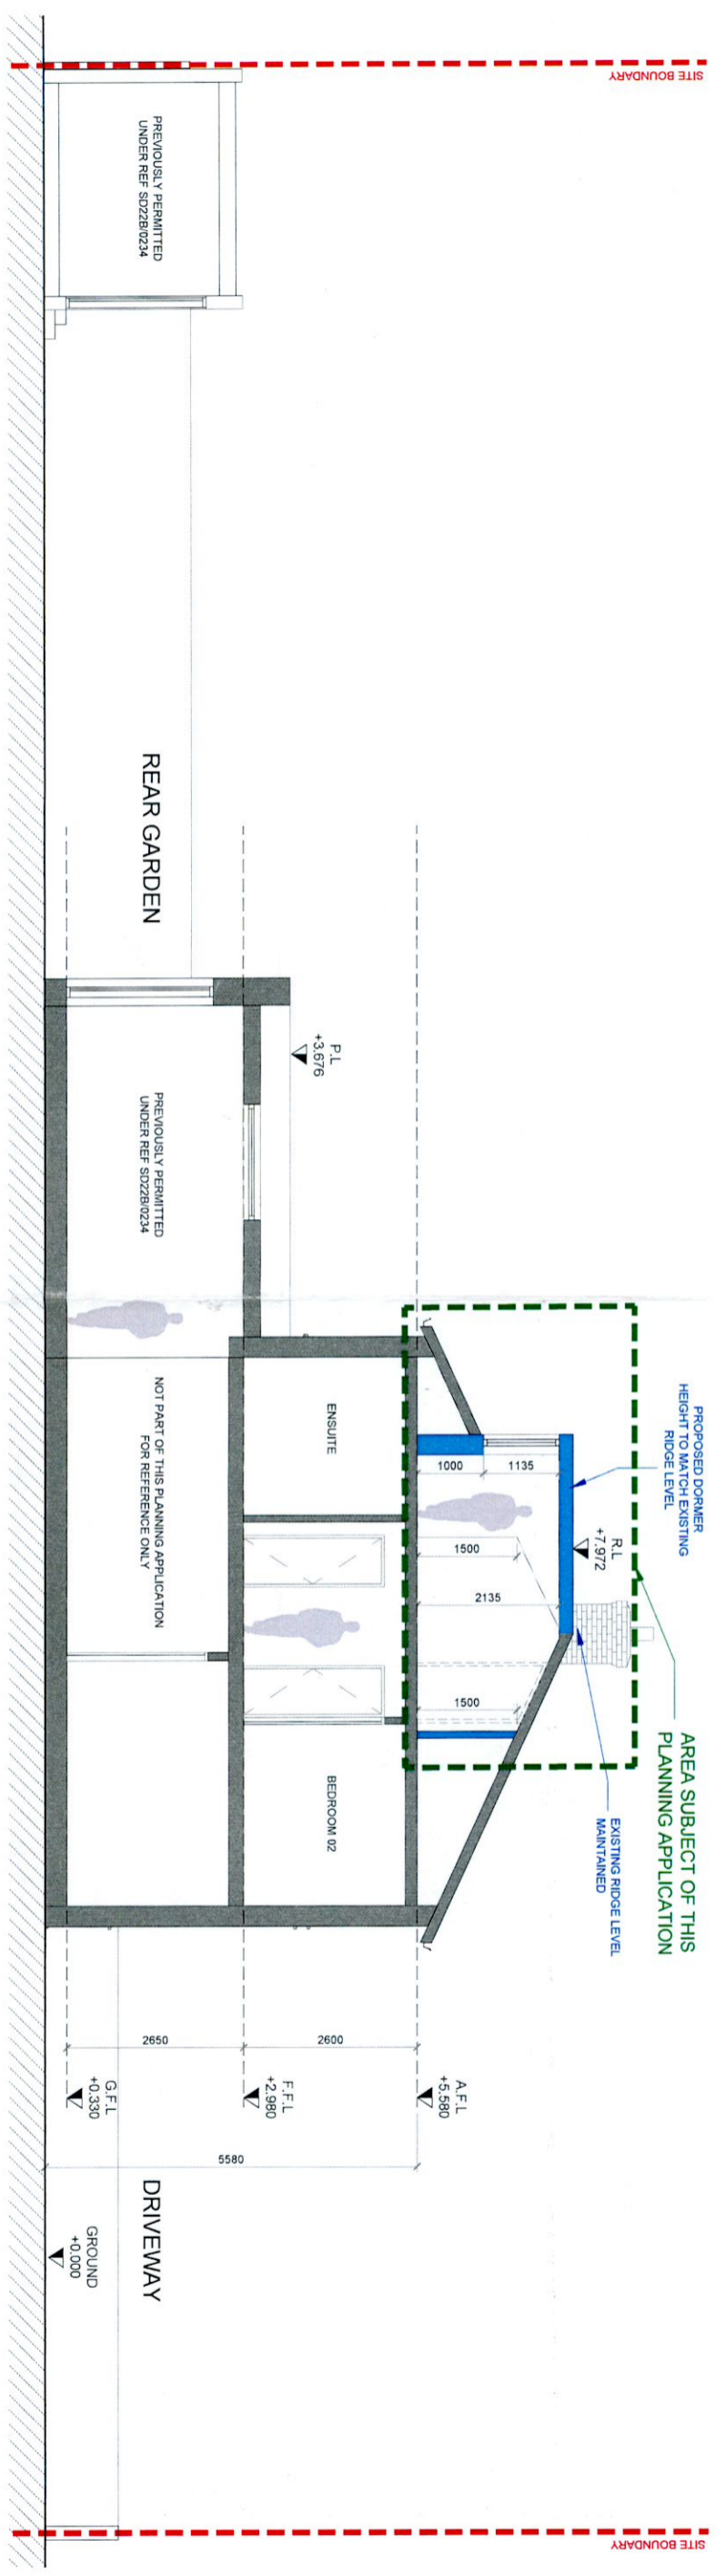 SITE BOUNDARY
PREVIOUSLY PERMITTED
UNDER REF SD22B/0234
REAR GARDEN
P.L
+3.676
PREVIOUSLY PERMITTED
UNDER REF SD22B/0234
NOT PART OF THIS PLANNING APPLICATION
FOR REFERENCE ONLY
ENSUITE
BEDROOM 02
PROPOSED DORMER
HEIGHT TO MATCH EXISTING
RIDGE LEVEL
R.L
+7.972
1000
1135
1500
2135
1500
AREA SUBJECT OF THIS
PLANNING APPLICATION
EXISTING RIDGE LEVEL
MAINTAINED
2650
2600
A.F.L
+5.580
F.F.L
+2.980
G.F.L
+0.330
5580
DRIVEWAY
GROUND
+0.000
SITE BOUNDARY